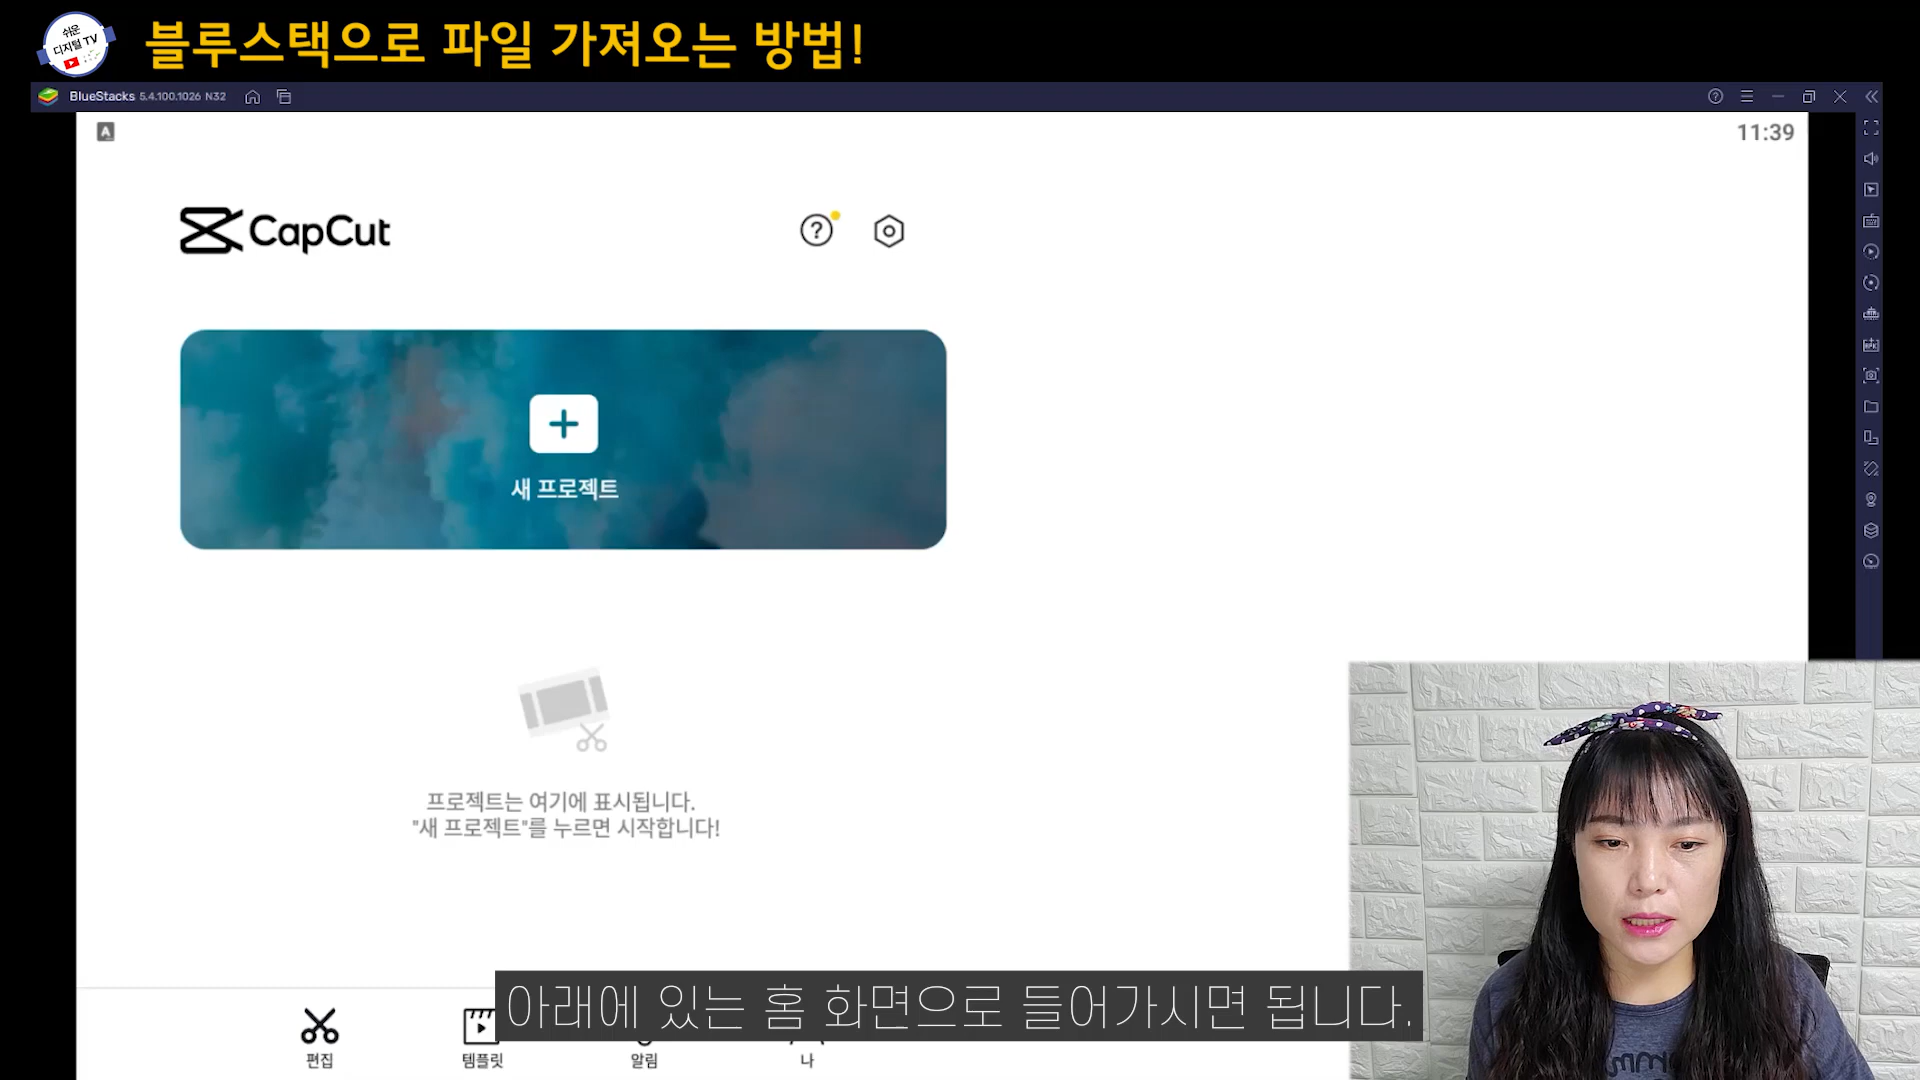 쉬운
디지털 TV
블루스택으로 파일 가져오는 방법!
BlueStacks 5.4.100.1026 N32
A
11:39
CapCut
새 프로젝트
프로젝트는 여기에 표시됩니다.
"새 프로젝트"를 누르면 시작합니다!
아래에 있는 홈 화면으로 들어가시면 됩니다.
편집
템플릿
알림
나